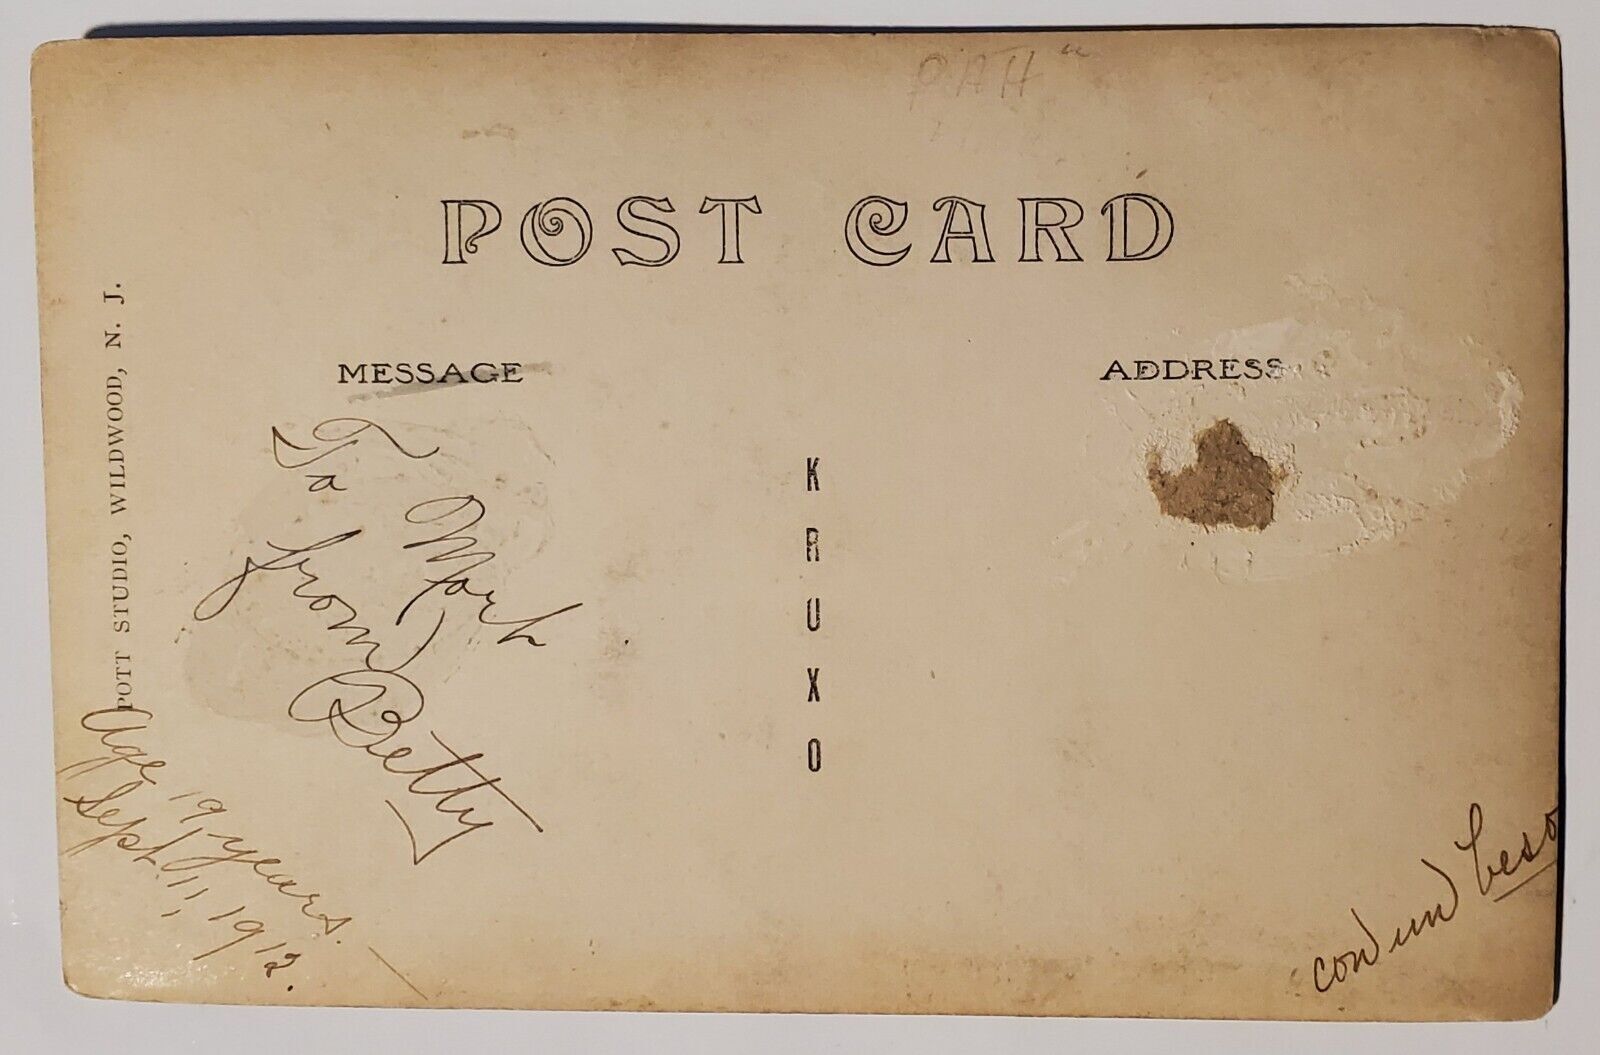 PAH"
POST CARD
POTT STUDIO, WILDWOOD, N. J.
MESSAGE
ADDRESS
To Mark
from
Betty
Age 19 years.
Sept. 11, 1912.
KRUXO
con un beso